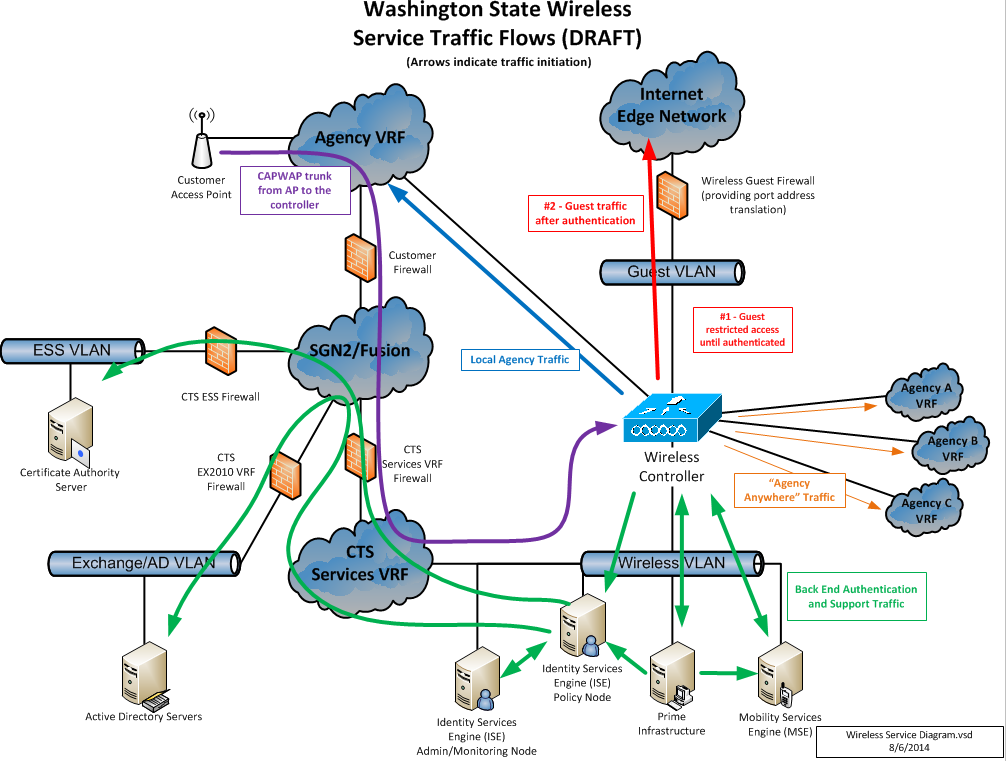 Washington State Wireless
Service Traffic Flows (DRAFT)
(Arrows indicate traffic initiation)
Internet
Edge Network
Agency VRF
Customer
Access Point
CAPWAP trunk
from AP to the
controller
Wireless Guest Firewall
(providing port address
translation)
#2 - Guest traffic
after authentication
Customer
Firewall
Guest VLAN
#1 - Guest
restricted access
until authenticated
ESS VLAN
SGN2/Fusion
Local Agency Traffic
CTS ESS Firewall
Agency A
VRF
Agency B
VRF
Agency C
VRF
Certificate Authority
Server
CTS
EX2010 VRF
Firewall
CTS
Services VRF
Firewall
Wireless
Controller
"Agency
Anywhere" Traffic
Exchange/AD VLAN
CTS
Services VRF
Wireless VLAN
Back End Authentication
and Support Traffic
Active Directory Servers
Identity Services
Engine (ISE)
Admin/Monitoring Node
Identity Services
Engine (ISE)
Policy Node
Prime
Infrastructure
Mobility Services
Engine (MSE)
Wireless Service Diagram.vsd
8/6/2014